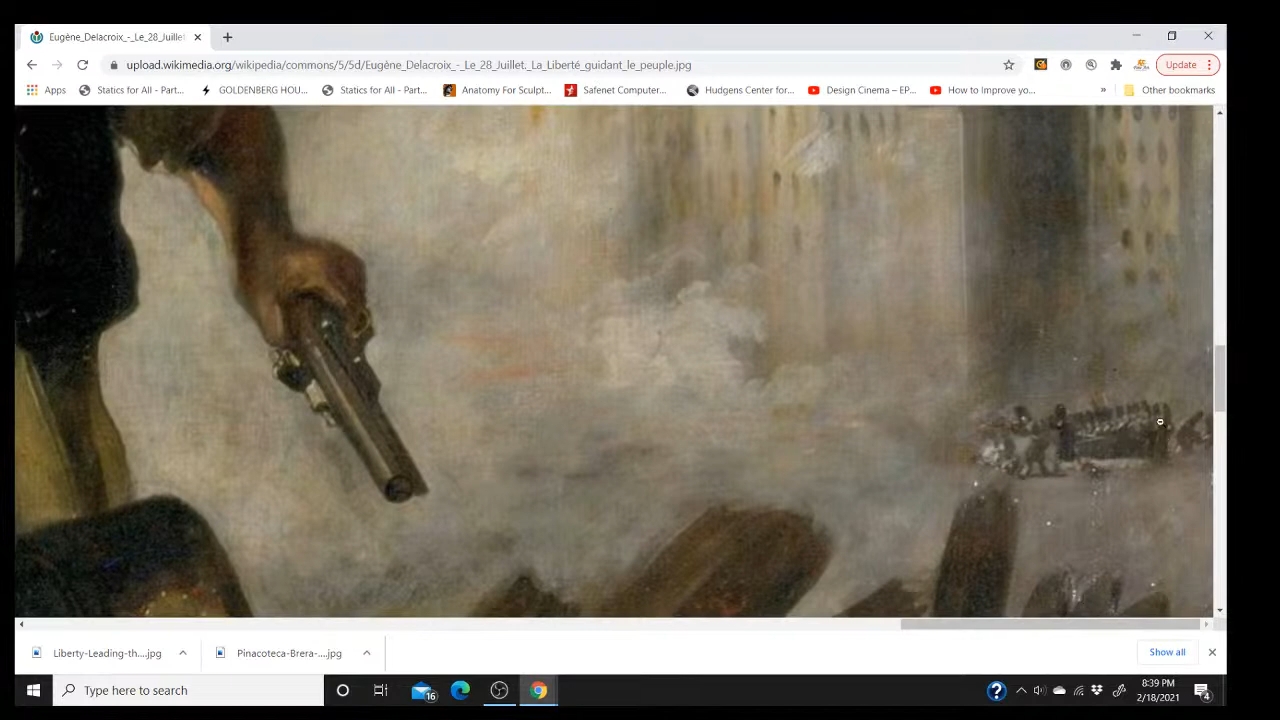 Eugène_Delacroix_-_Le_28_Juillet
upload.wikimedia.org/wikipedia/commons/5/5d/Eugène_Delacroix_-_Le_28_Juillet._La_Liberté_guidant_le_peuple.jpg
Update
Apps
Statics for All - Part...
GOLDENBERG HOU...
Statics for All - Part...
Anatomy For Sculpt...
Safenet Computer...
Hudgens Center for...
Design Cinema -- EP...
How to Improve yo...
»
Other bookmarks
Liberty-Leading-th....jpg
Pinacoteca-Brera-....jpg
Show all
Type here to search
16
8:39 PM
2/18/2021
4